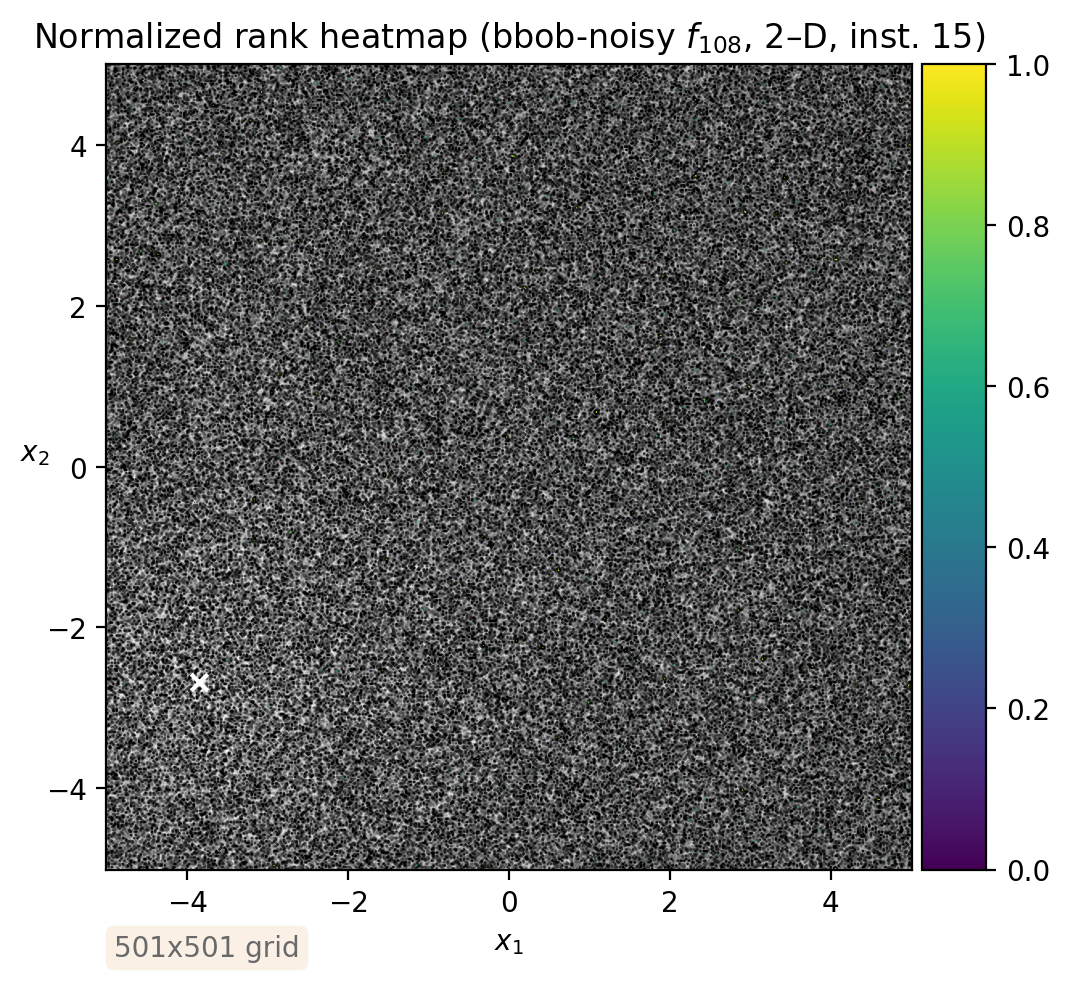 Normalized rank heatmap (bbob-noisy f₁₀₈, 2–D, inst. 15)
1.0
0.8
0.6
0.4
0.2
0.0
4
2
0
−2
−4
x₂
−4 −2 0 2 4
x₁
501x501 grid